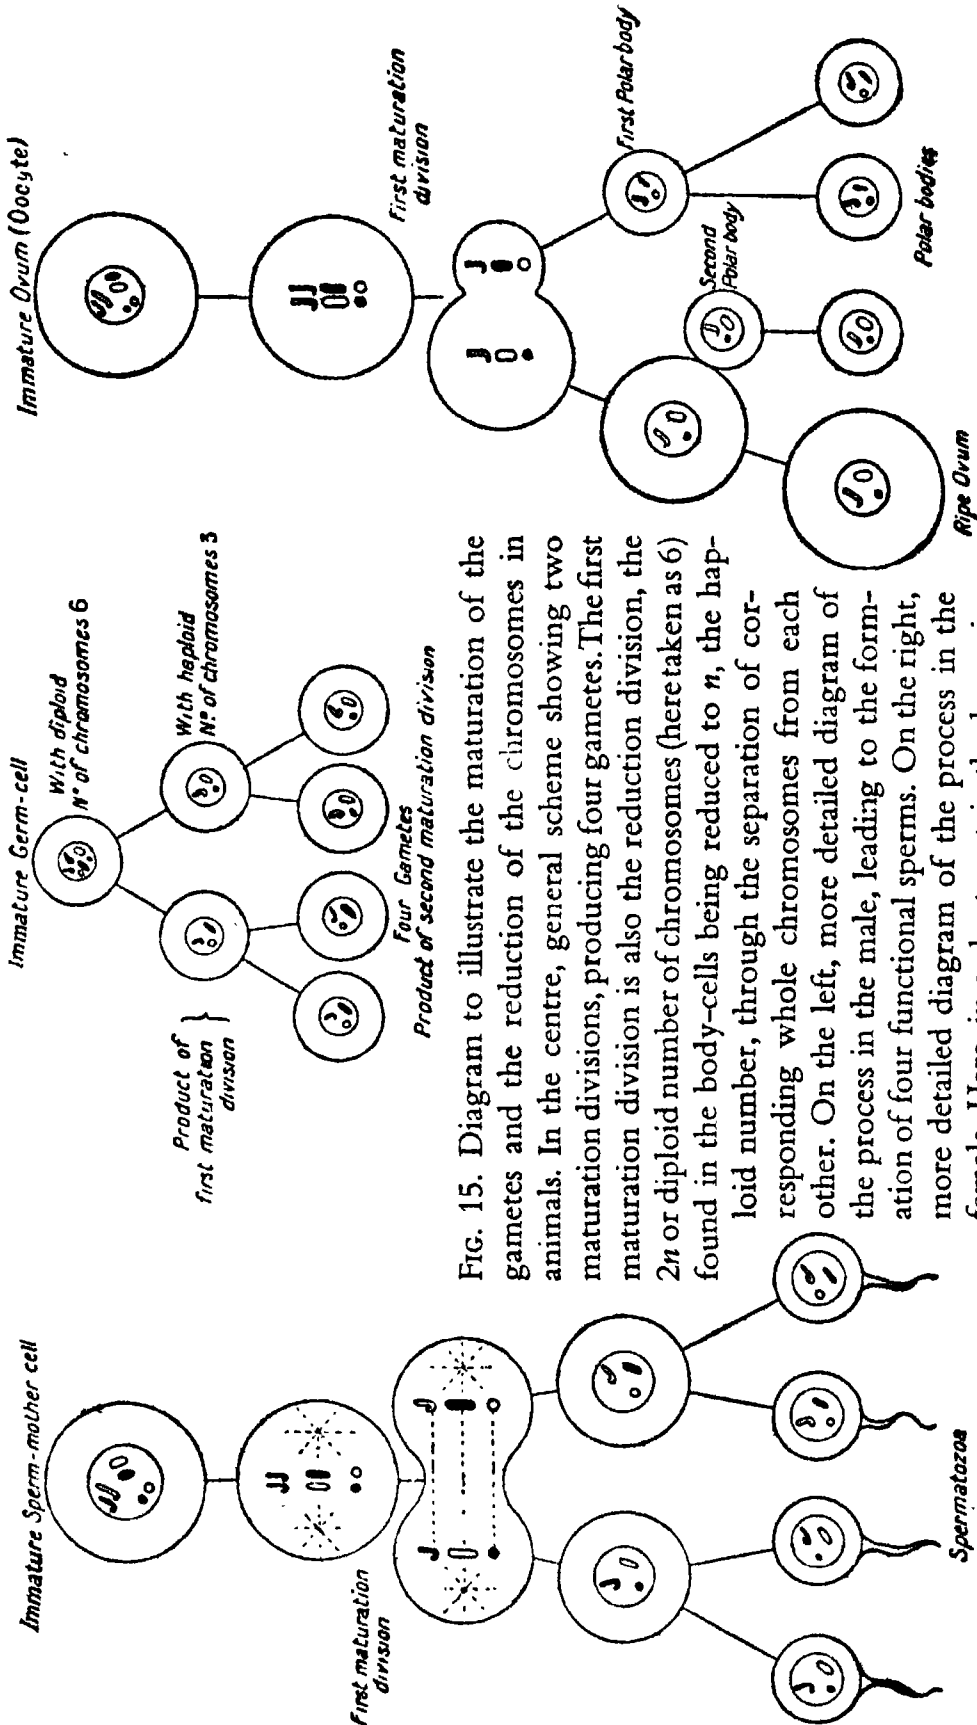 Immature Sperm-mother cell
First maturation
division
Spermatozoa
Immature Germ-cell
With diploid
Nº of chromosomes 6
Product of
first maturation
division
With haploid
Nº of chromosomes 3
Four Gametes
Product of second maturation division
FIG. 15. Diagram to illustrate the maturation of the
gametes and the reduction of the chromosomes in
animals. In the centre, general scheme showing two
maturation divisions, producing four gametes. The first
maturation division is also the reduction division, the
2n or diploid number of chromosomes (here taken as 6)
found in the body-cells being reduced to n, the hap-
loid number, through the separation of cor-
responding whole chromosomes from each
other. On the left, more detailed diagram of
the process in the male, leading to the form-
ation of four functional sperms. On the right,
more detailed diagram of the process in the
Immature Ovum (Oocyte)
First maturation
division
First Polar body
Second
Polar body
Polar bodies
Ripe Ovum